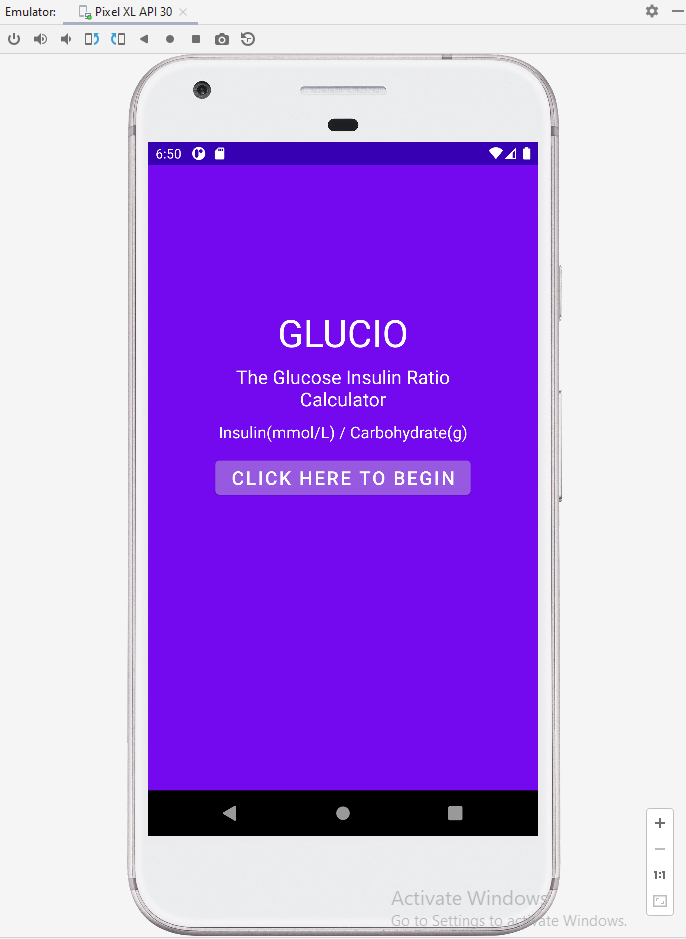 Emulator: Pixel XL API 30
6:50
GLUCIO
The Glucose Insulin Ratio
Calculator
Insulin(mmol/L) / Carbohydrate(g)
CLICK HERE TO BEGIN
1:1
Activate Windows
Go to Settings to activate Windows.